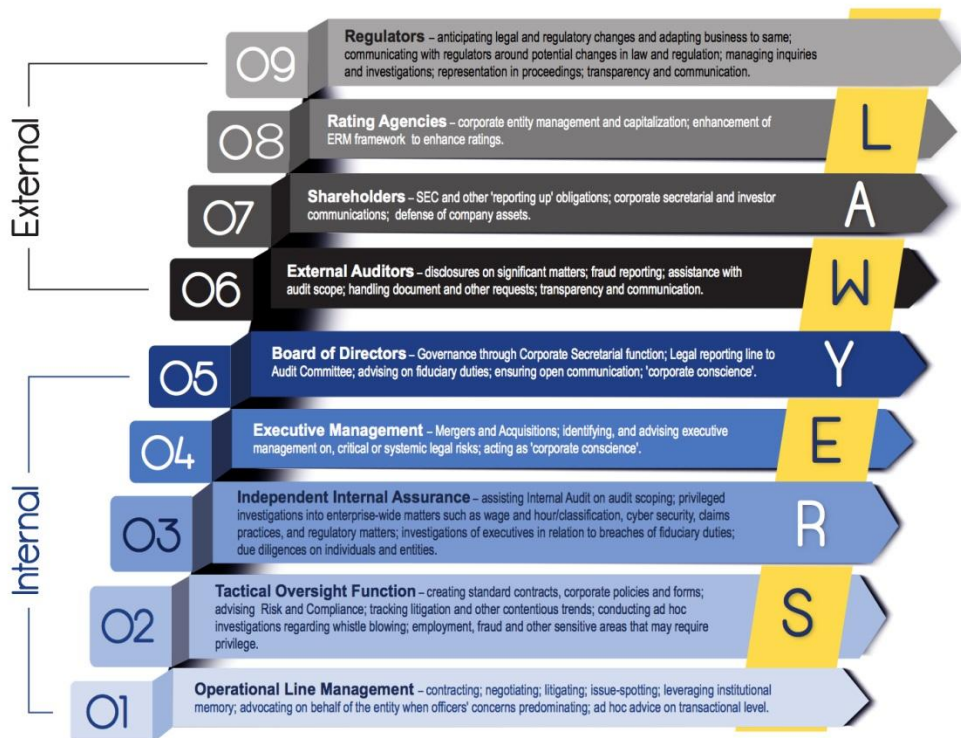 External
Internal
09
Regulators – anticipating legal and regulatory changes and adapting business to same;
communicating with regulators around potential changes in law and regulation; managing inquiries
and investigations; representation in proceedings; transparency and communication.
08
Rating Agencies – corporate entity management and capitalization; enhancement of
ERM framework to enhance ratings.
L
07
Shareholders – SEC and other 'reporting up' obligations; corporate secretarial and investor
communications; defense of company assets.
A
06
External Auditors – disclosures on significant matters; fraud reporting; assistance with
audit scope; handling document and other requests; transparency and communication.
W
05
Board of Directors – Governance through Corporate Secretarial function; Legal reporting line to
Audit Committee; advising on fiduciary duties; ensuring open communication; 'corporate conscience'.
Y
04
Executive Management – Mergers and Acquisitions; identifying, and advising executive
management on, critical or systemic legal risks; acting as 'corporate conscience'.
E
03
Independent Internal Assurance – assisting Internal Audit on audit scoping; privileged
investigations into enterprise-wide matters such as wage and hour/classification, cyber security, claims
practices, and regulatory matters; investigations of executives in relation to breaches of fiduciary duties;
due diligences on individuals and entities.
R
02
Tactical Oversight Function – creating standard contracts, corporate policies and forms;
advising Risk and Compliance; tracking litigation and other contentious trends; conducting ad hoc
investigations regarding whistle blowing; employment, fraud and other sensitive areas that may require
privilege.
S
01
Operational Line Management – contracting; negotiating; litigating; issue-spotting; leveraging institutional
memory; advocating on behalf of the entity when officers' concerns predominating; ad hoc advice on transactional level.